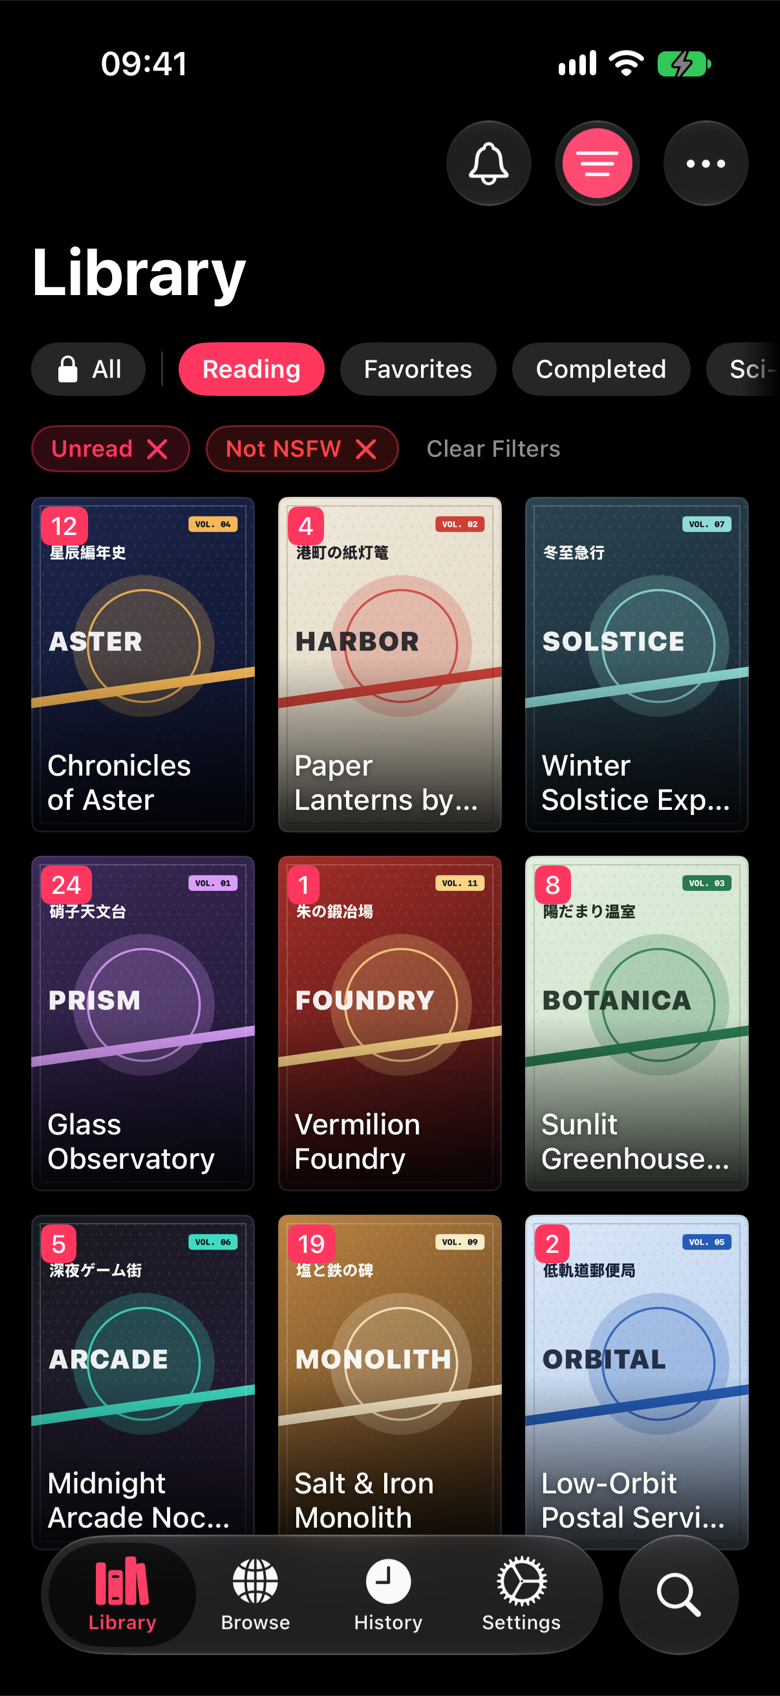 09:41
Library
All
Reading
Favorites
Completed
Sci-
Unread
Not NSFW
Clear Filters
12
VOL. 04
星辰編年史
ASTER
Chronicles
of Aster
4
VOL. 02
港町の紙灯篭
HARBOR
Paper
Lanterns by...
VOL. 07
冬至急行
SOLSTICE
Winter
Solstice Exp...
24
VOL. 01
硝子天文台
PRISM
Glass
Observatory
1
VOL. 11
朱の鍛冶場
FOUNDRY
Vermilion
Foundry
8
VOL. 03
陽だまり温室
BOTANICA
Sunlit
Greenhouse...
5
VOL. 06
深夜ゲーム街
ARCADE
Midnight
Arcade Noc...
19
VOL. 09
塩と鉄の碑
MONOLITH
Salt & Iron
Monolith
2
VOL. 05
低軌道郵便局
ORBITAL
Low-Orbit
Postal Servi...
Library
Browse
History
Settings